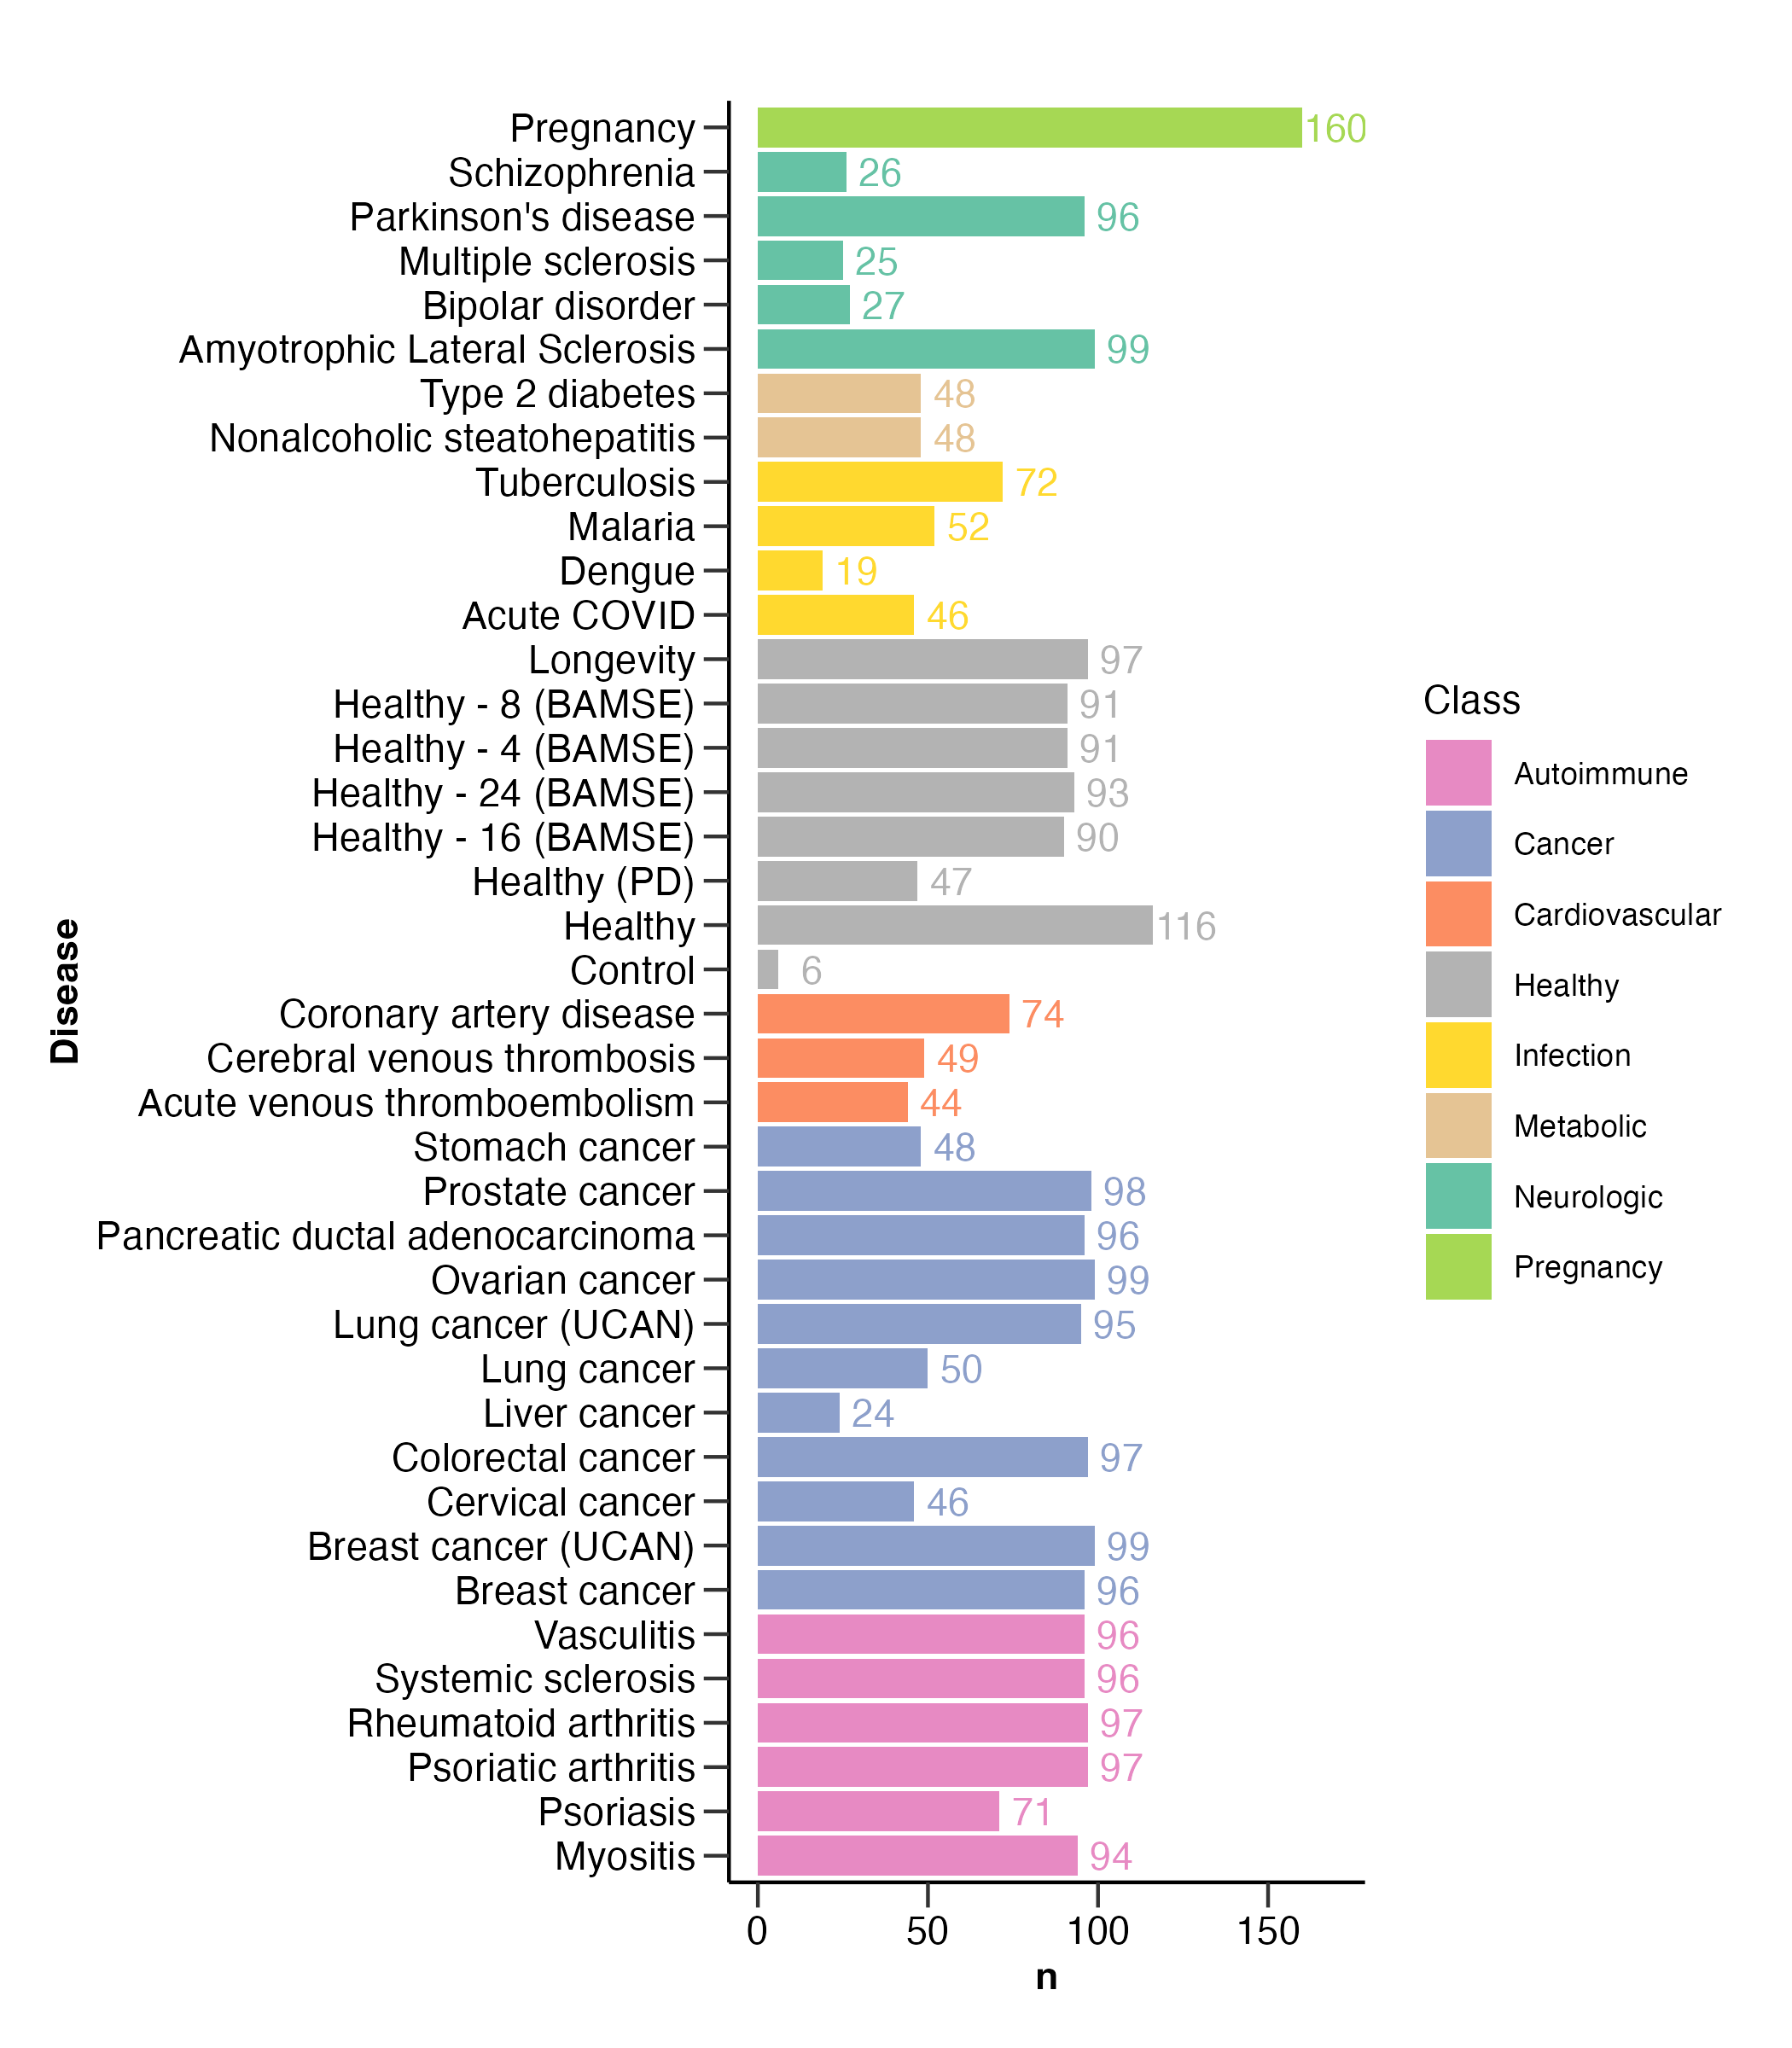 Pregnancy 160
Schizophrenia 26
Parkinson's disease 96
Multiple sclerosis 25
Bipolar disorder 27
Amyotrophic Lateral Sclerosis 99
Type 2 diabetes 48
Nonalcoholic steatohepatitis 48
Tuberculosis 72
Malaria 52
Dengue 19
Acute COVID 46
Longevity 97
Healthy - 8 (BAMSE) 91
Healthy - 4 (BAMSE) 91
Healthy - 24 (BAMSE) 93
Healthy - 16 (BAMSE) 90
Healthy (PD) 47
Healthy 116
Control 6
Coronary artery disease 74
Cerebral venous thrombosis 49
Acute venous thromboembolism 44
Stomach cancer 48
Prostate cancer 98
Pancreatic ductal adenocarcinoma 96
Ovarian cancer 99
Lung cancer (UCAN) 95
Lung cancer 50
Liver cancer 24
Colorectal cancer 97
Cervical cancer 46
Breast cancer (UCAN) 99
Breast cancer 96
Vasculitis 96
Systemic sclerosis 96
Rheumatoid arthritis 97
Psoriatic arthritis 97
Psoriasis 71
Myositis 94
0 50 100 150
n
Disease
Class
Autoimmune
Cancer
Cardiovascular
Healthy
Infection
Metabolic
Neurologic
Pregnancy